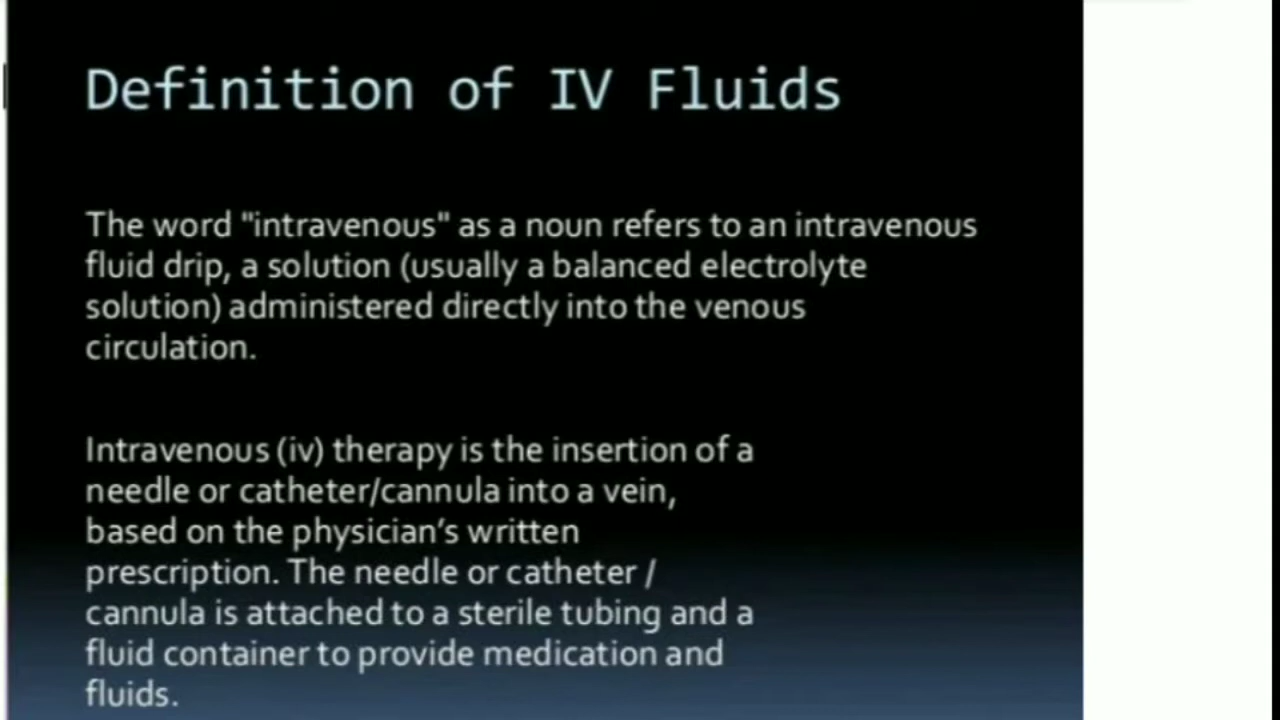 Definition of IV Fluids
The word "intravenous" as a noun refers to an intravenous
fluid drip, a solution (usually a balanced electrolyte
solution) administered directly into the venous
circulation.
Intravenous (iv) therapy is the insertion of a
needle or catheter/cannula into a vein,
based on the physician’s written
prescription. The needle or catheter /
cannula is attached to a sterile tubing and a
fluid container to provide medication and
fluids.